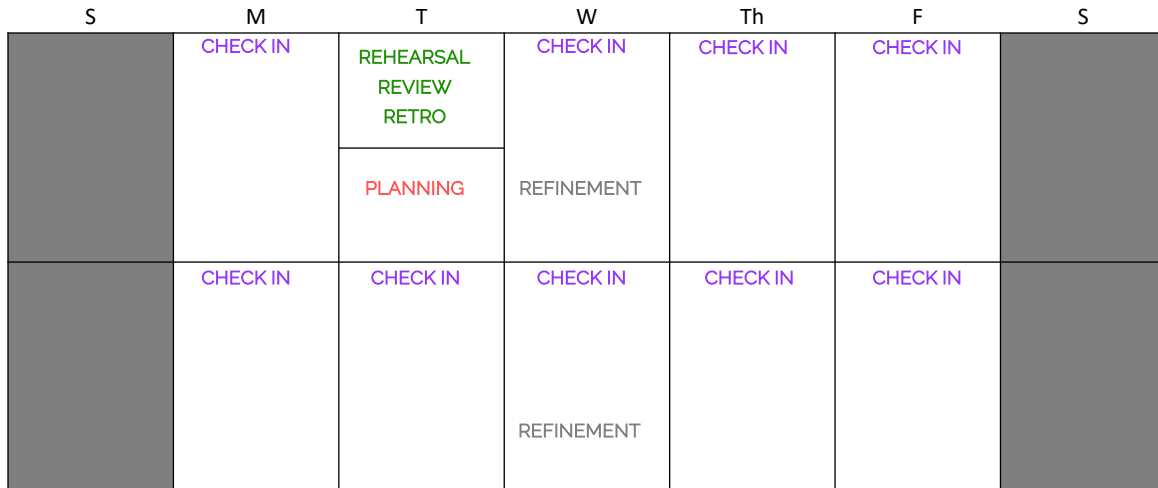 S M T W Th F S
CHECK IN CHECK IN CHECK IN CHECK IN
REHEARSAL
REVIEW
RETRO
PLANNING REFINEMENT
CHECK IN CHECK IN CHECK IN CHECK IN CHECK IN
REFINEMENT